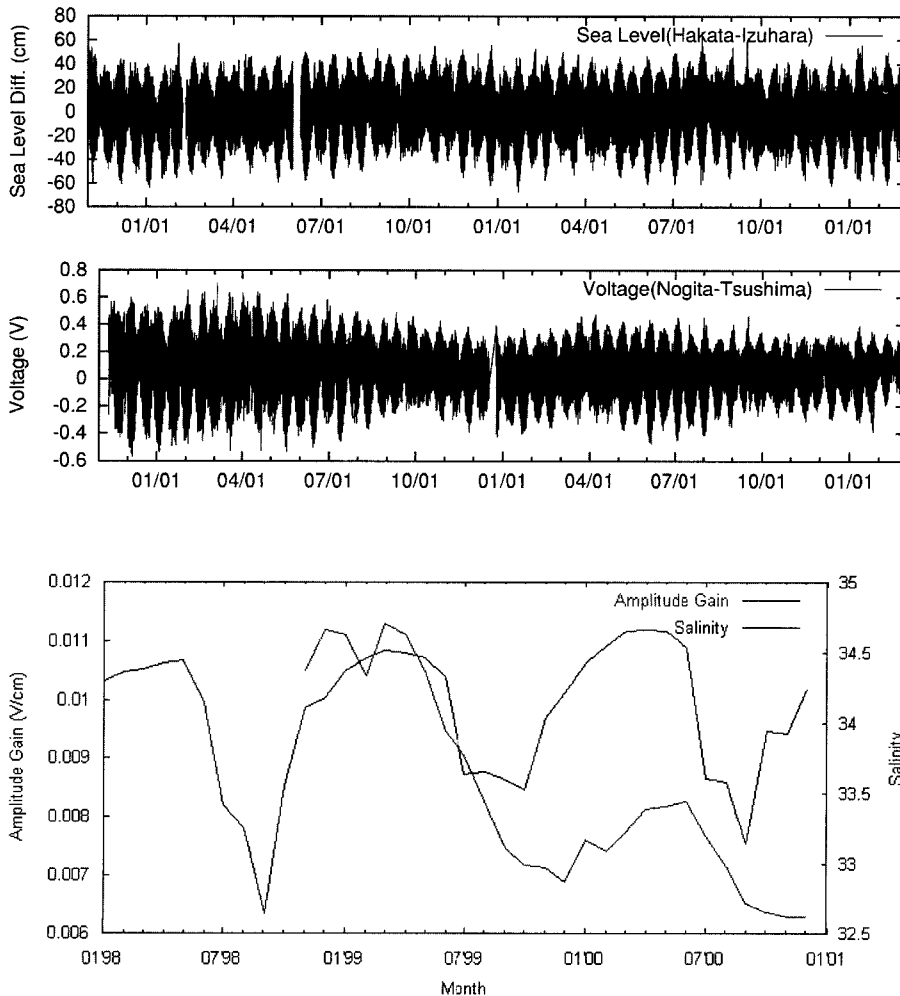 Sea Level Diff. (cm)
80
60
40
20
0
-20
-40
-60
-80
Sea Level(Hakata-Izuhara)
01/01 04/01 07/01 10/01 01/01 04/01 07/01 10/01 01/01
Voltage (V)
0.8
0.6
0.4
0.2
0
-0.2
-0.4
-0.6
Voltage(Nogita-Tsushima)
01/01 04/01 07/01 10/01 01/01 04/01 07/01 10/01 01/01
Amplitude Gain (V/cm)
0.012
0.011
0.01
0.009
0.008
0.007
0.006
Amplitude Gain
Salinity
35
34.5
34
33.5
33
32.5
Salinity
01'98 07'98 01'99 07'99 01'00 07'00 01'01
Month